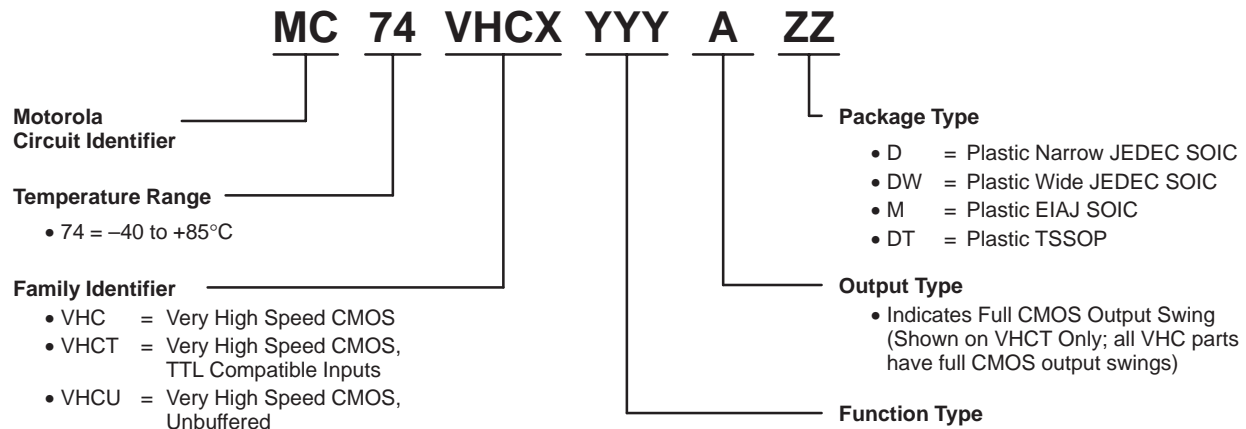 MC 74 VHCX YYY A ZZ
Motorola
Circuit Identifier
Temperature Range
• 74 = –40 to +85°C
Family Identifier
• VHC = Very High Speed CMOS
• VHCT = Very High Speed CMOS,
TTL Compatible Inputs
• VHCU = Very High Speed CMOS,
Unbuffered
Package Type
• D = Plastic Narrow JEDEC SOIC
• DW = Plastic Wide JEDEC SOIC
• M = Plastic EIAJ SOIC
• DT = Plastic TSSOP
Output Type
• Indicates Full CMOS Output Swing
(Shown on VHCT Only; all VHC parts
have full CMOS output swings)
Function Type